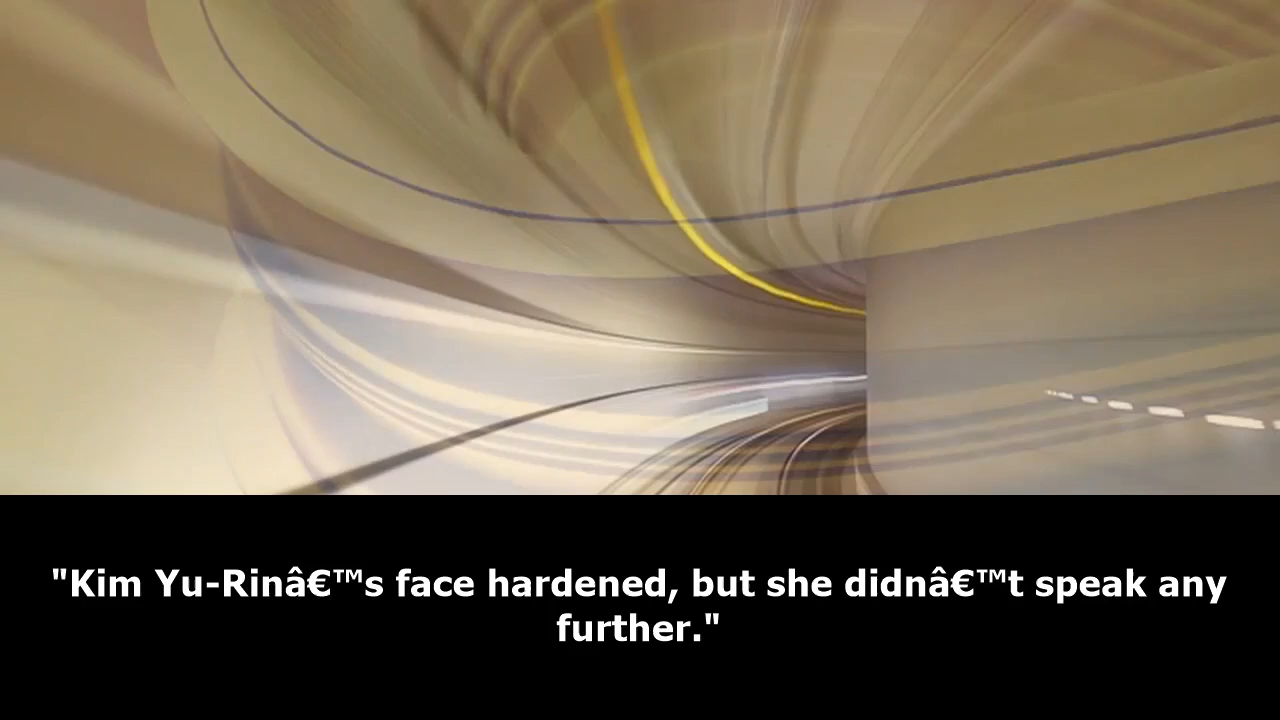 "Kim Yu-Rinâ€™s face hardened, but she didnâ€™t speak any
further."